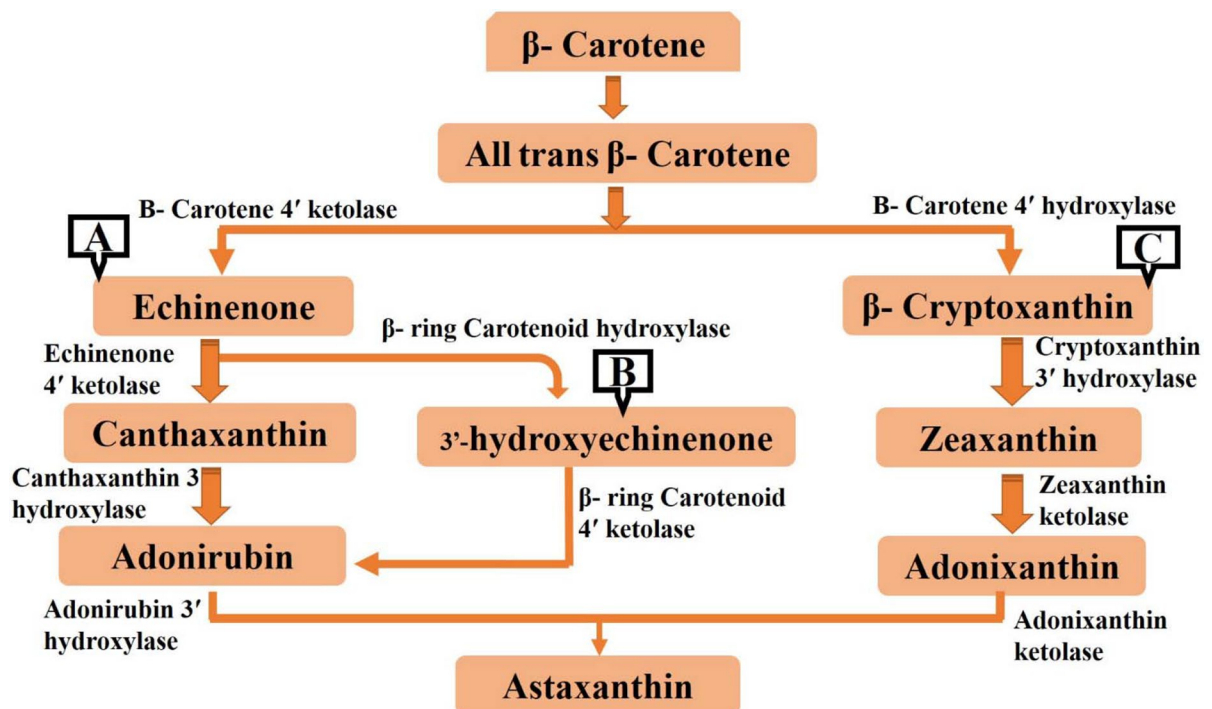 β- Carotene
All trans β- Carotene
B- Carotene 4′ ketolase
B- Carotene 4′ hydroxylase
A
C
Echinenone
β- Cryptoxanthin
β- ring Carotenoid hydroxylase
Echinenone
4′ ketolase
B
Cryptoxanthin
3′ hydroxylase
Canthaxanthin
3’-hydroxyechinenone
Zeaxanthin
Canthaxanthin 3
hydroxylase
β- ring Carotenoid
4′ ketolase
Zeaxanthin
ketolase
Adonirubin
Adonixanthin
Adonirubin 3′
hydroxylase
Adonixanthin
ketolase
Astaxanthin